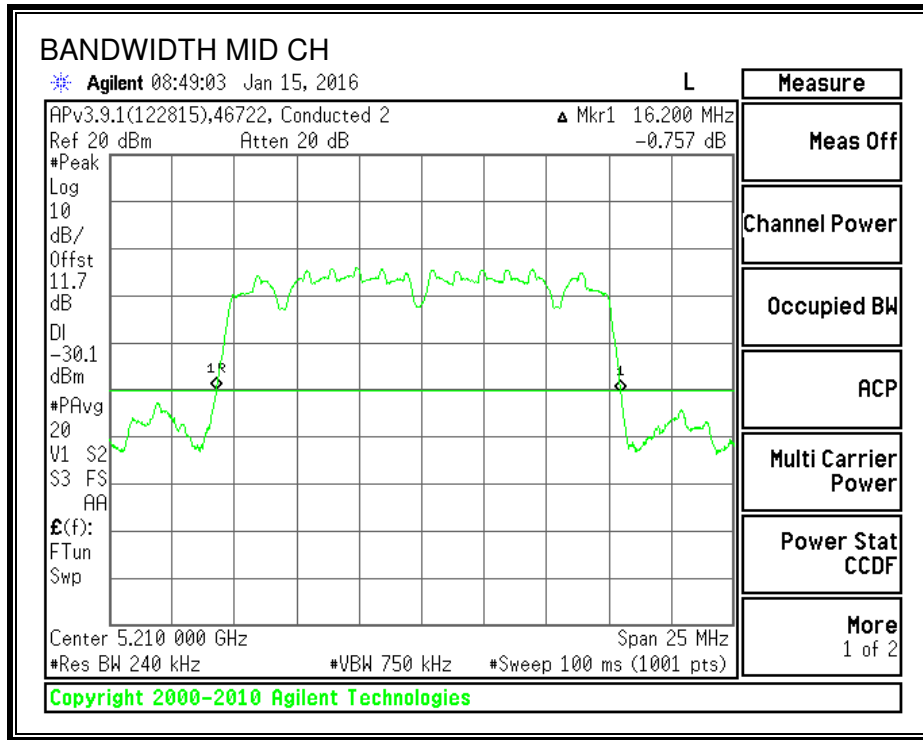 BANDWIDTH MID CH
Agilent 08:49:03 Jan 15, 2016 L
APv3.9.1(122815),46722, Conducted 2 Δ Mkr1 16.200 MHz
Ref 20 dBm Atten 20 dB -0.757 dB
#Peak
Log
10
dB/
Offst
11.7
dB
DI
-30.1
dBm
#PAvg
20
V1 S2
S3 FS
AA
£(f):
FTun
Swp
1R
1
Center 5.210 000 GHz Span 25 MHz
#Res BW 240 kHz #VBW 750 kHz #Sweep 100 ms (1001 pts)
Copyright 2000-2010 Agilent Technologies
Measure
Meas Off
Channel Power
Occupied BW
ACP
Multi Carrier
Power
Power Stat
CCDF
More
1 of 2